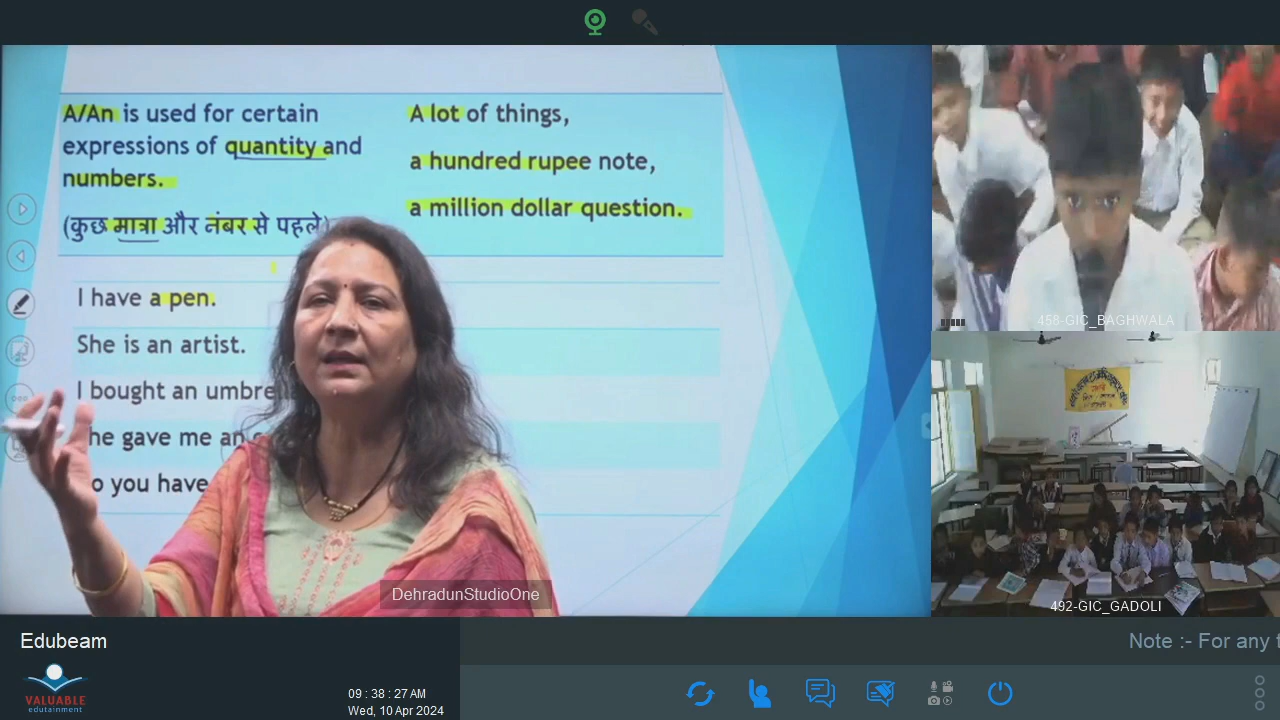 A/An is used for certain
expressions of quantity and
numbers.
(कुछ मात्रा और नंबर से पहले)
A lot of things,
a hundred rupee note,
a million dollar question.
I have a pen.
She is an artist.
I bought an umbrella
he gave me an
o you have
DehradunStudioOne
458-GIC_BAGHWALA
492-GIC_GADOLI
Edubeam
VALUABLE
edutainment
09 : 38 : 27 AM
Wed, 10 Apr 2024
Note :- For any